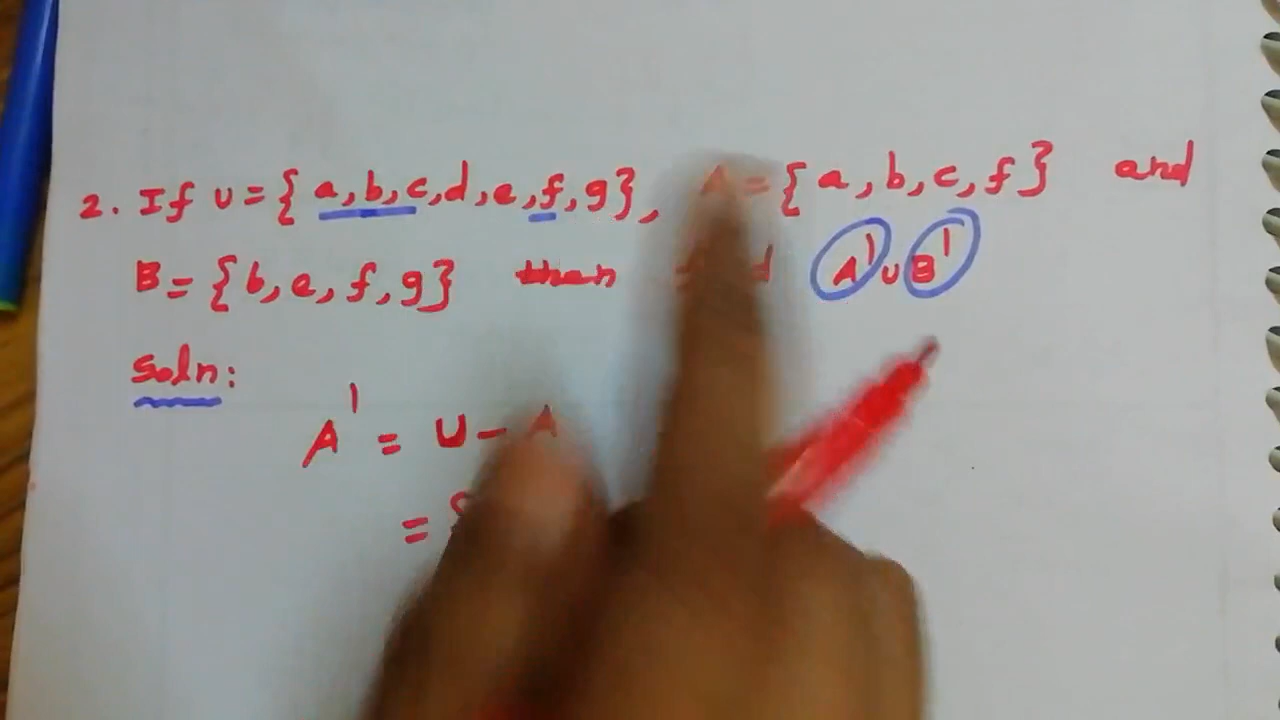 2. If U = { a, b, c, d, e, f, g }, A = { a, b, c, f } and
B = { b, e, f, g } then A' ∪ B'
Soln:
A' = U - A
= {